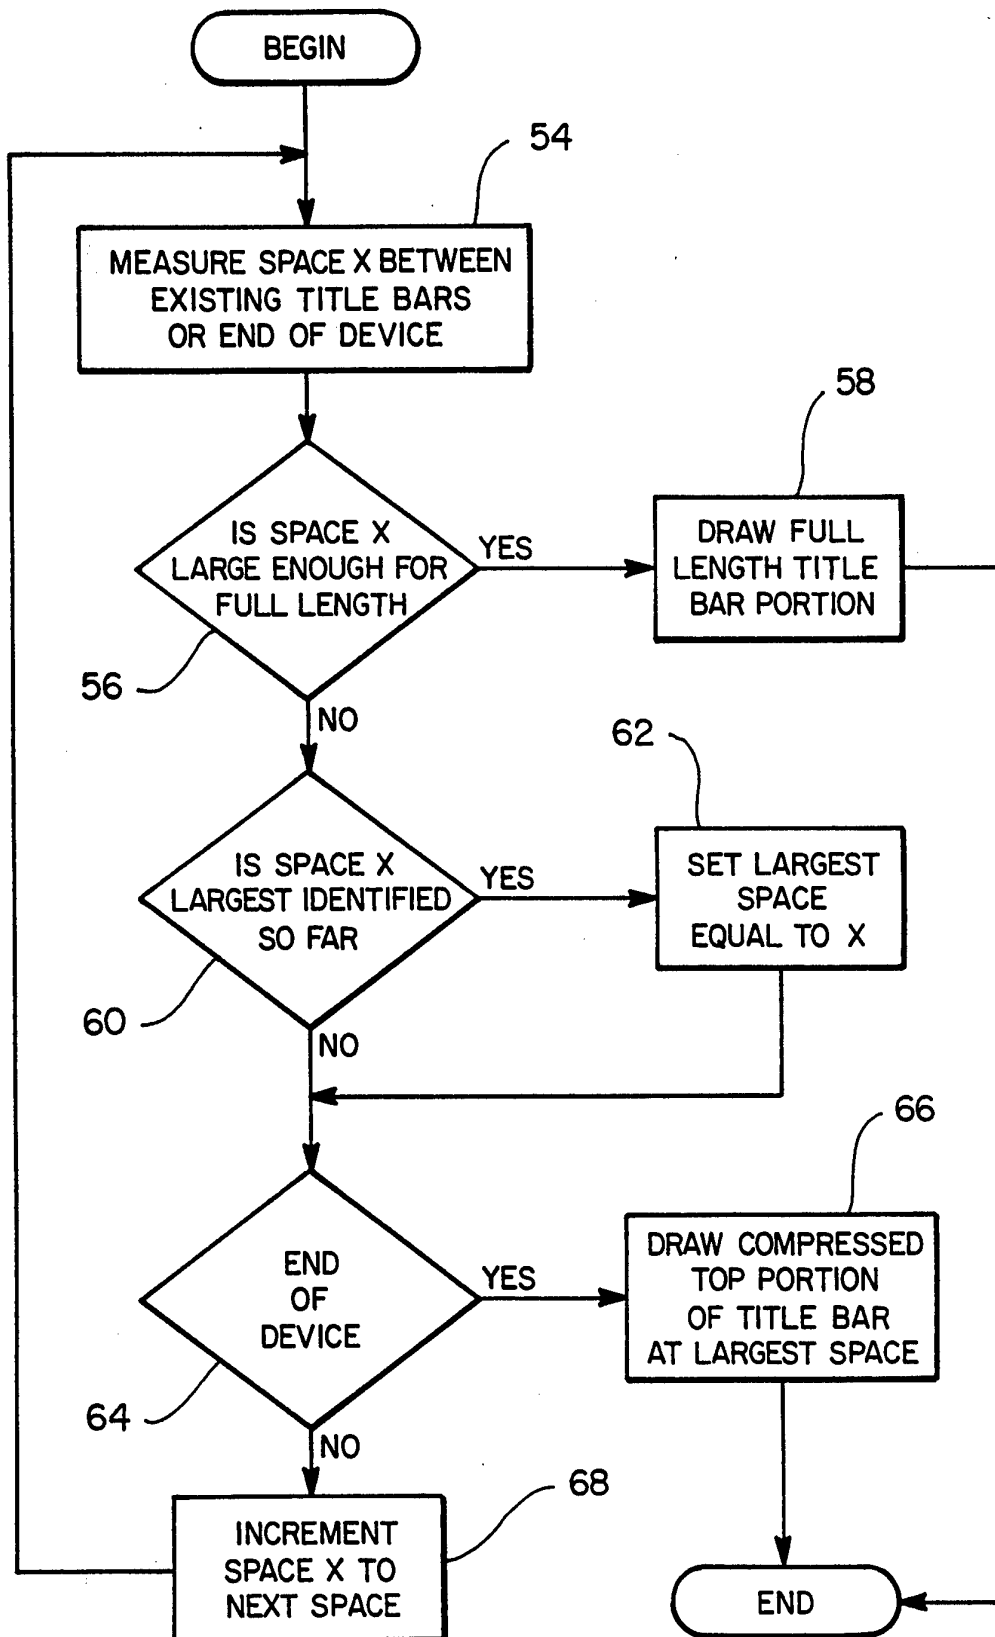 BEGIN
54
MEASURE SPACE X BETWEEN
EXISTING TITLE BARS
OR END OF DEVICE
58
IS SPACE X
LARGE ENOUGH FOR
FULL LENGTH
YES
DRAW FULL
LENGTH TITLE
BAR PORTION
56
NO
62
IS SPACE X
LARGEST IDENTIFIED
SO FAR
YES
SET LARGEST
SPACE
EQUAL TO X
60
NO
66
END
OF
DEVICE
YES
DRAW COMPRESSED
TOP PORTION
OF TITLE BAR
AT LARGEST SPACE
64
NO
68
INCREMENT
SPACE X TO
NEXT SPACE
END